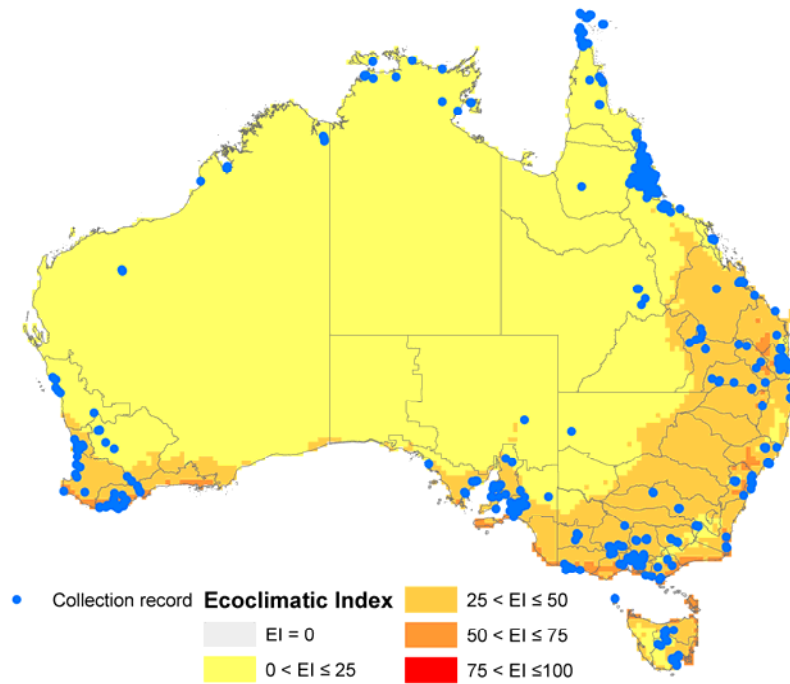 Collection record
Ecoclimatic Index
EI = 0
0 < EI ≤ 25
25 < EI ≤ 50
50 < EI ≤ 75
75 < EI ≤100